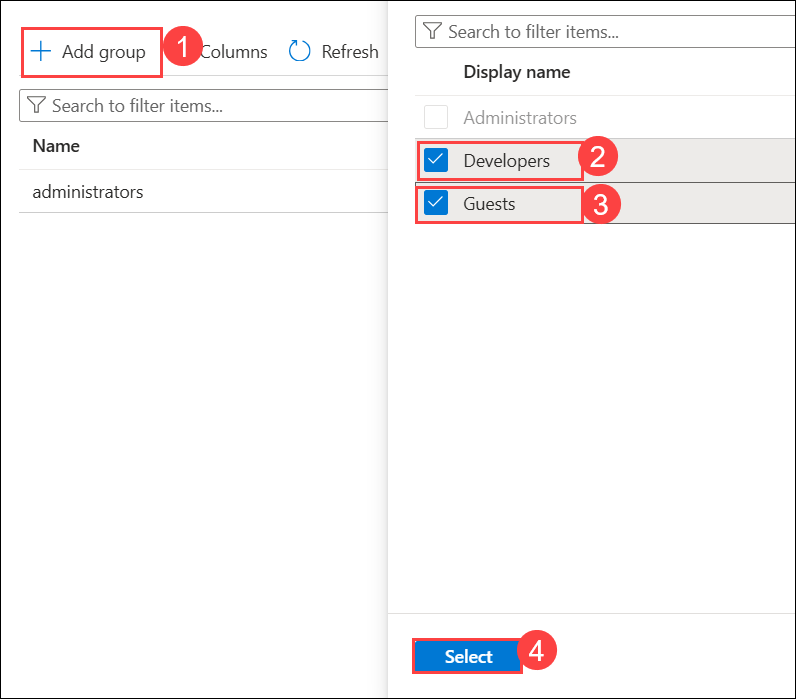 Add group
1
Columns
Refresh
Search to filter items...
Name
administrators
Search to filter items...
Display name
Administrators
Developers
2
Guests
3
Select
4